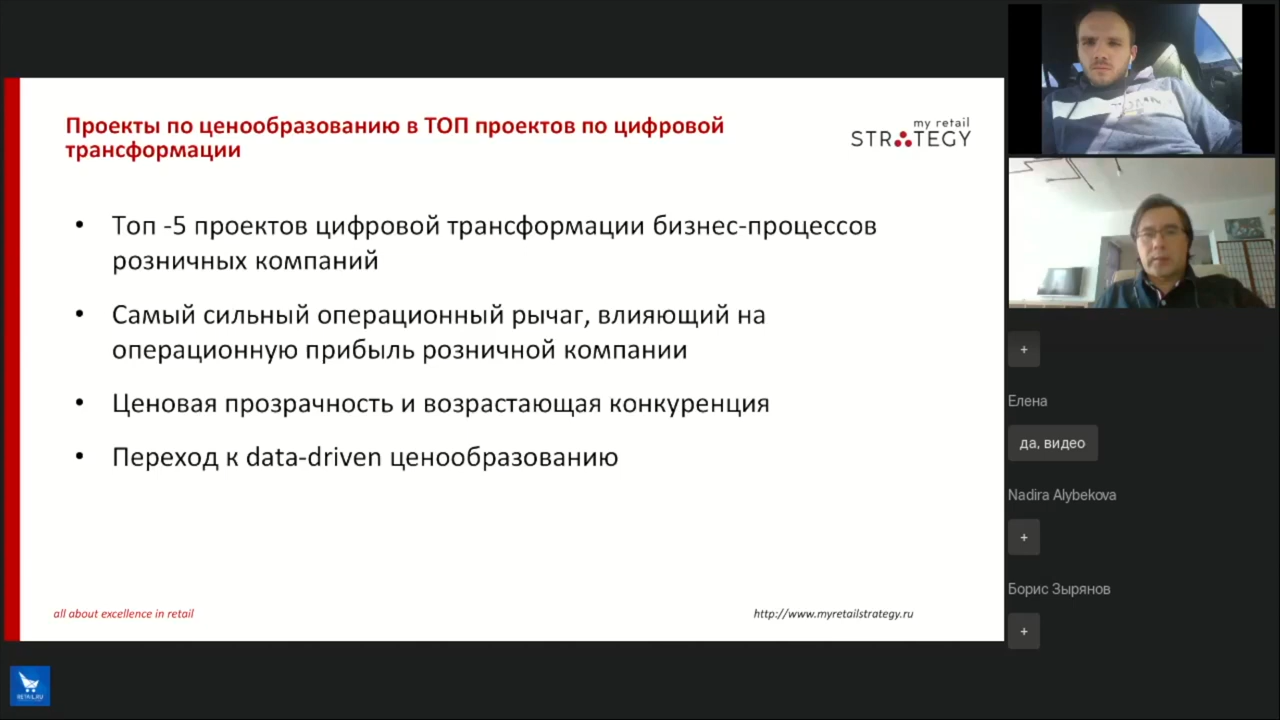 Проекты по ценообразованию в ТОП проектов по цифровой
трансформации
my retail
STRATEGY
• Топ -5 проектов цифровой трансформации бизнес-процессов
розничных компаний
• Самый сильный операционный рычаг, влияющий на
операционную прибыль розничной компании
• Ценовая прозрачность и возрастающая конкуренция
• Переход к data-driven ценообразованию
all about excellence in retail
http://www.myretailstrategy.ru
RETAIL.RU
+
Елена
да, видео
Nadira Alybekova
+
Борис Зырянов
+